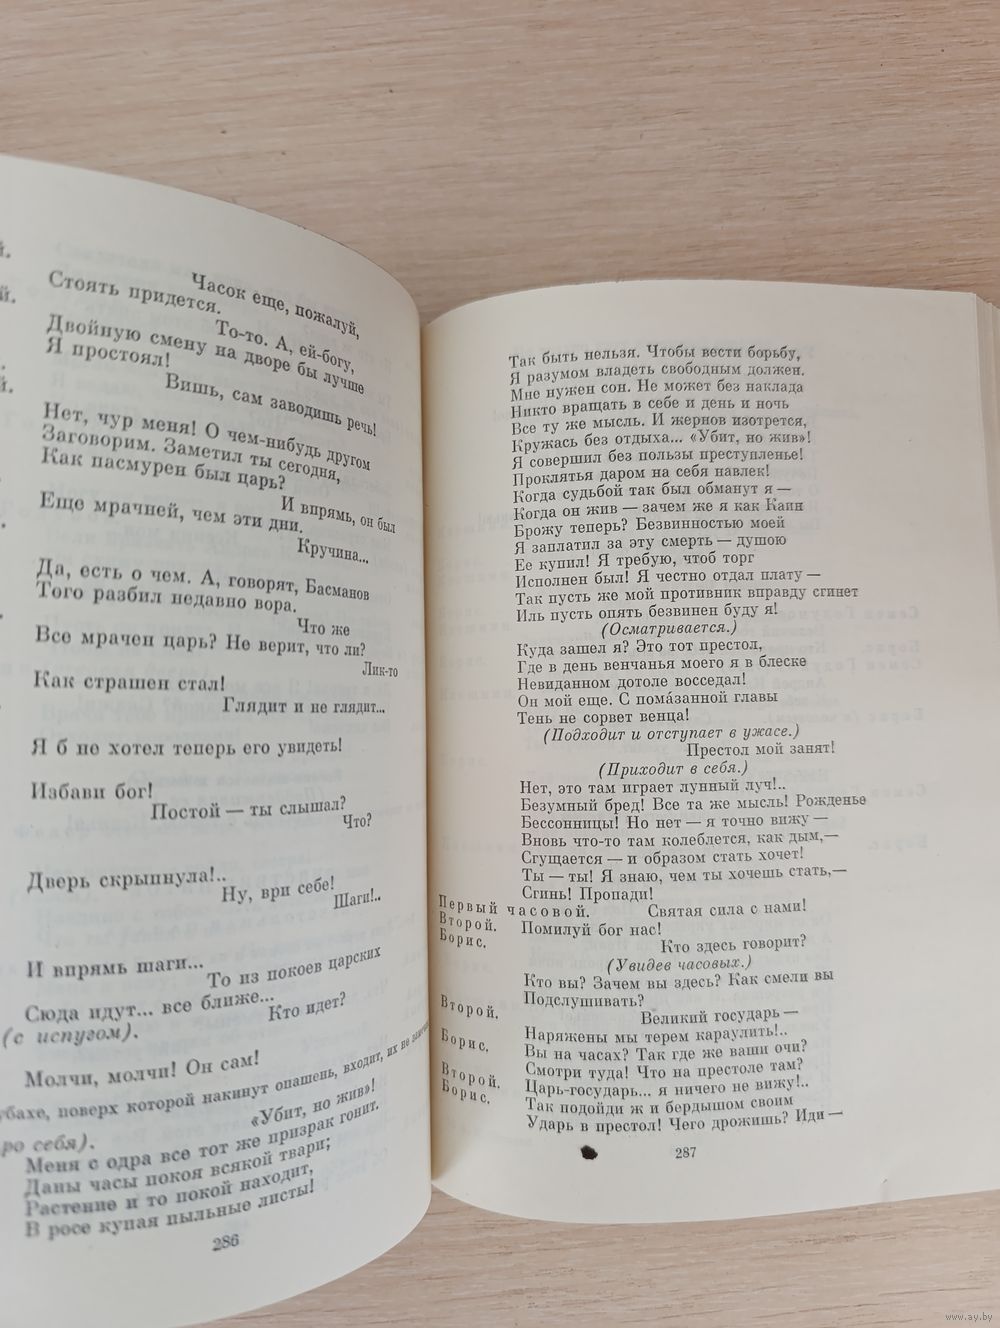 й.
й.
й.
Часок еще, пожалуй,
Стоять придется.
То-то. А, ей-богу,
Двойную смену на дворе бы лучше
Я простоял!
Вишь, сам заводишь речь!
Нет, чур меня! О чем-нибудь другом
Заговорим. Заметил ты сегодня,
Как пасмурен был царь?
И впрямь, он был
Еще мрачней, чем эти дни.
Кручина...
Да, есть о чем. А, говорят, Басманов
Того разбил недавно вора.
Что же
Все мрачен царь? Не верит, что ли?
Лик-то
Как страшен стал!
Глядит и не глядит...
Я б не хотел теперь его увидеть!
Избави бог!
Постой — ты слышал?
Что?
Дверь скрыпнула!..
Ну, ври себе!
Шаги!..
И впрямь шаги...
То из покоев царских
Сюда идут... все ближе...
Кто идет?
(с испугом).
Молчи, молчи! Он сам!
убахе, поверх которой накинут опашень, входит, их не
ро себя).
«Убит, но жив»!
Меня с одра все тот же призрак гонит.
Даны часы покоя всякой твари;
Растение и то покой находит,
В росе купая пыльные листы!
286
Так быть нельзя. Чтобы вести борьбу,
Я разумом владеть свободным должен.
Мне нужен сон. Не может без наклада
Никто вращать в себе и день и ночь
Все ту же мысль. И жернов изотрется,
Кружась без отдыха... «Убит, но жив»!
Я совершил без пользы преступленье!
Проклятья даром на себя навлек!
Когда судьбой так был обманут я —
Когда он жив — зачем же я как Каин
Брожу теперь? Безвинностью моей
Я заплатил за эту смерть — душою
Ее купил! Я требую, чтоб торг
Исполнен был! Я честно отдал плату —
Так пусть же мой противник вправду сгинет
Иль пусть опять безвинен буду я!
(Осматривается.)
Куда зашел я? Это тот престол,
Где в день венчанья моего я в блеске
Невиданном дотоле восседал!
Он мой еще. С пома́занной главы
Тень не сорвет венца!
(Подходит и отступает в ужасе.)
Престол мой занят!
(Приходит в себя.)
Нет, это там играет лунный луч!..
Безумный бред! Все та же мысль! Рожденье
Бессонницы! Но нет — я точно вижу —
Вновь что-то там колеблется, как дым,—
Сгущается — и образом стать хочет!
Ты — ты! Я знаю, чем ты хочешь стать,—
Сгинь! Пропади!
Первый часовой. Святая сила с нами!
Второй. Помилуй бог нас!
Борис. Кто здесь говорит?
(Увидев часовых.)
Кто вы? Зачем вы здесь? Как смели вы
Подслушивать?
Второй. Великий государь —
Наряжены мы терем караулить!..
Борис. Вы на часах? Так где же ваши очи?
Смотри туда! Что на престоле там?
Второй. Царь-государь... я ничего не вижу!..
Борис. Так подойди ж и бердышом своим
Ударь в престол! Чего дрожишь? Иди —
287
www.ay.by